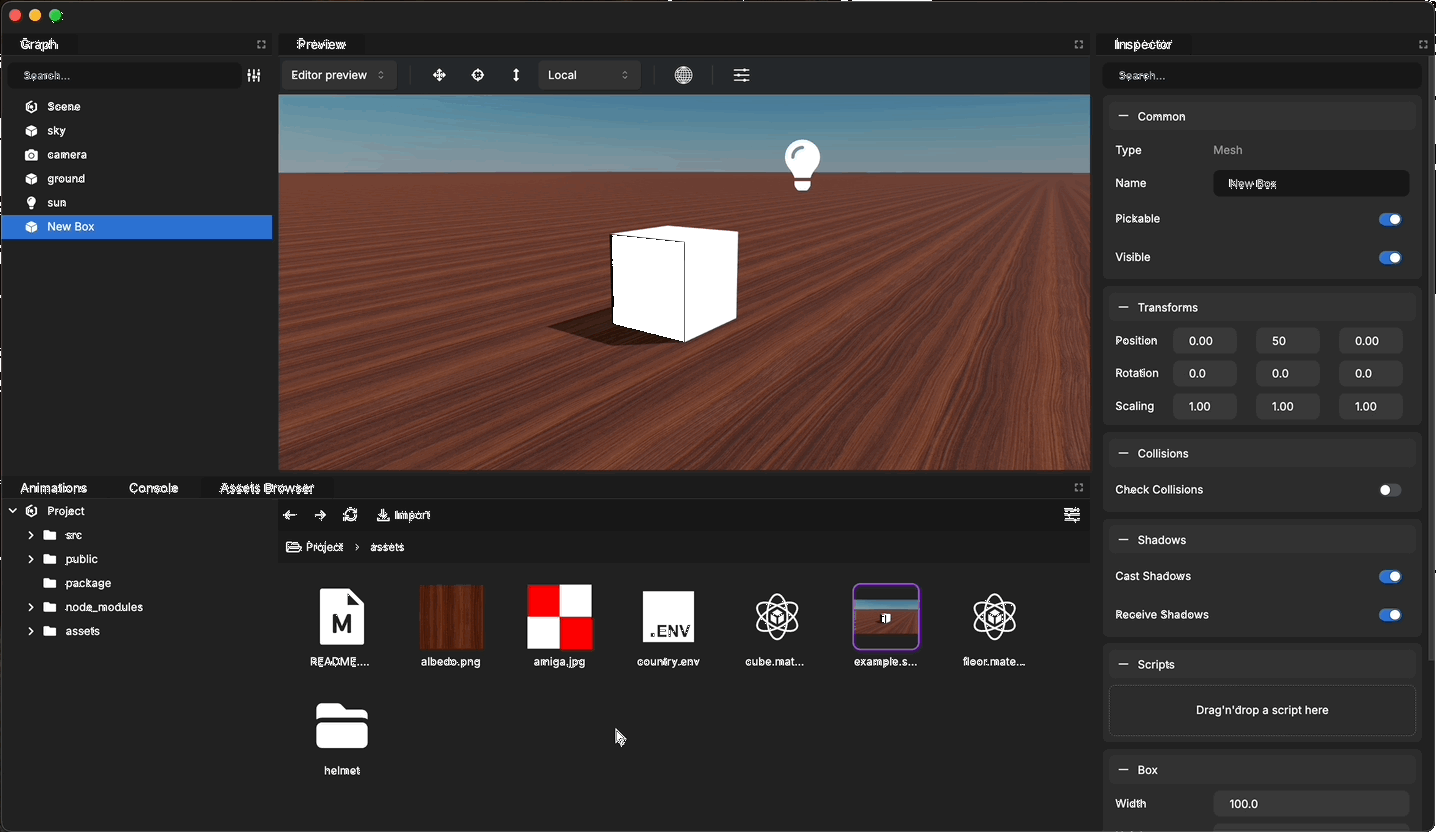 Graph
Search...
Scene
sky
camera
ground
sun
New Box
Preview
Editor preview
Local
Animations
Console
Assets Browser
Project
src
public
package
node_modules
assets
Import
Project > assets
M
.ENV
README....
albedo.png
amiga.jpg
country.env
cube.mat...
example.s...
floor.mate...
helmet
Inspector
Search...
Common
Type Mesh
Name New Box
Pickable
Visible
Transforms
Position 0.00 50 0.00
Rotation 0.0 0.0 0.0
Scaling 1.00 1.00 1.00
Collisions
Check Collisions
Shadows
Cast Shadows
Receive Shadows
Scripts
Drag'n'drop a script here
Box
Width 100.0